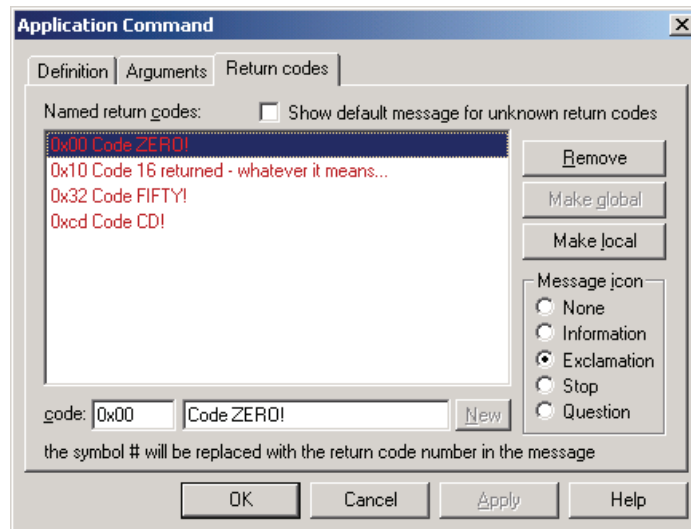 Application Command
Definition Arguments Return codes
Named return codes: Show default message for unknown return codes
0x00 Code ZERO!
0x10 Code 16 returned - whatever it means...
0x32 Code FIFTY!
0xcd Code CD!
Remove
Make global
Make local
Message icon
None
Information
Exclamation
Stop
Question
code: 0x00 Code ZERO! New
the symbol # will be replaced with the return code number in the message
OK Cancel Apply Help